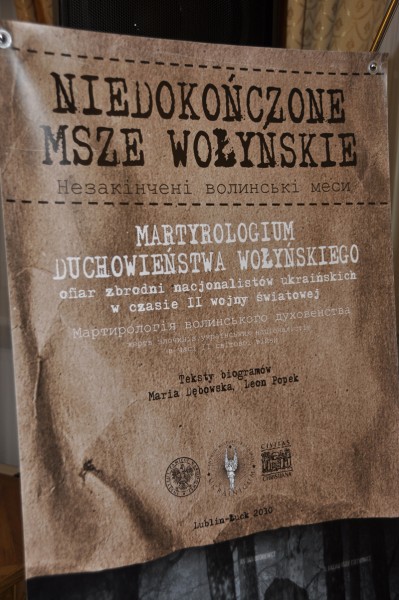 NIEDOKOŃCZONE
MSZE WOŁYŃSKIE
Незакінчені волинські меси
MARTYROLOGIUM
DUCHOWIEŃSTWA WOŁYŃSKIEGO
ofiar zbrodni nacjonalistów ukraińskich
w czasie II wojny światowej
Мартирологія волинського духовенства
Teksty biogramów
Maria Dębowska, Leon Popek
Lublin-Łuck 2010